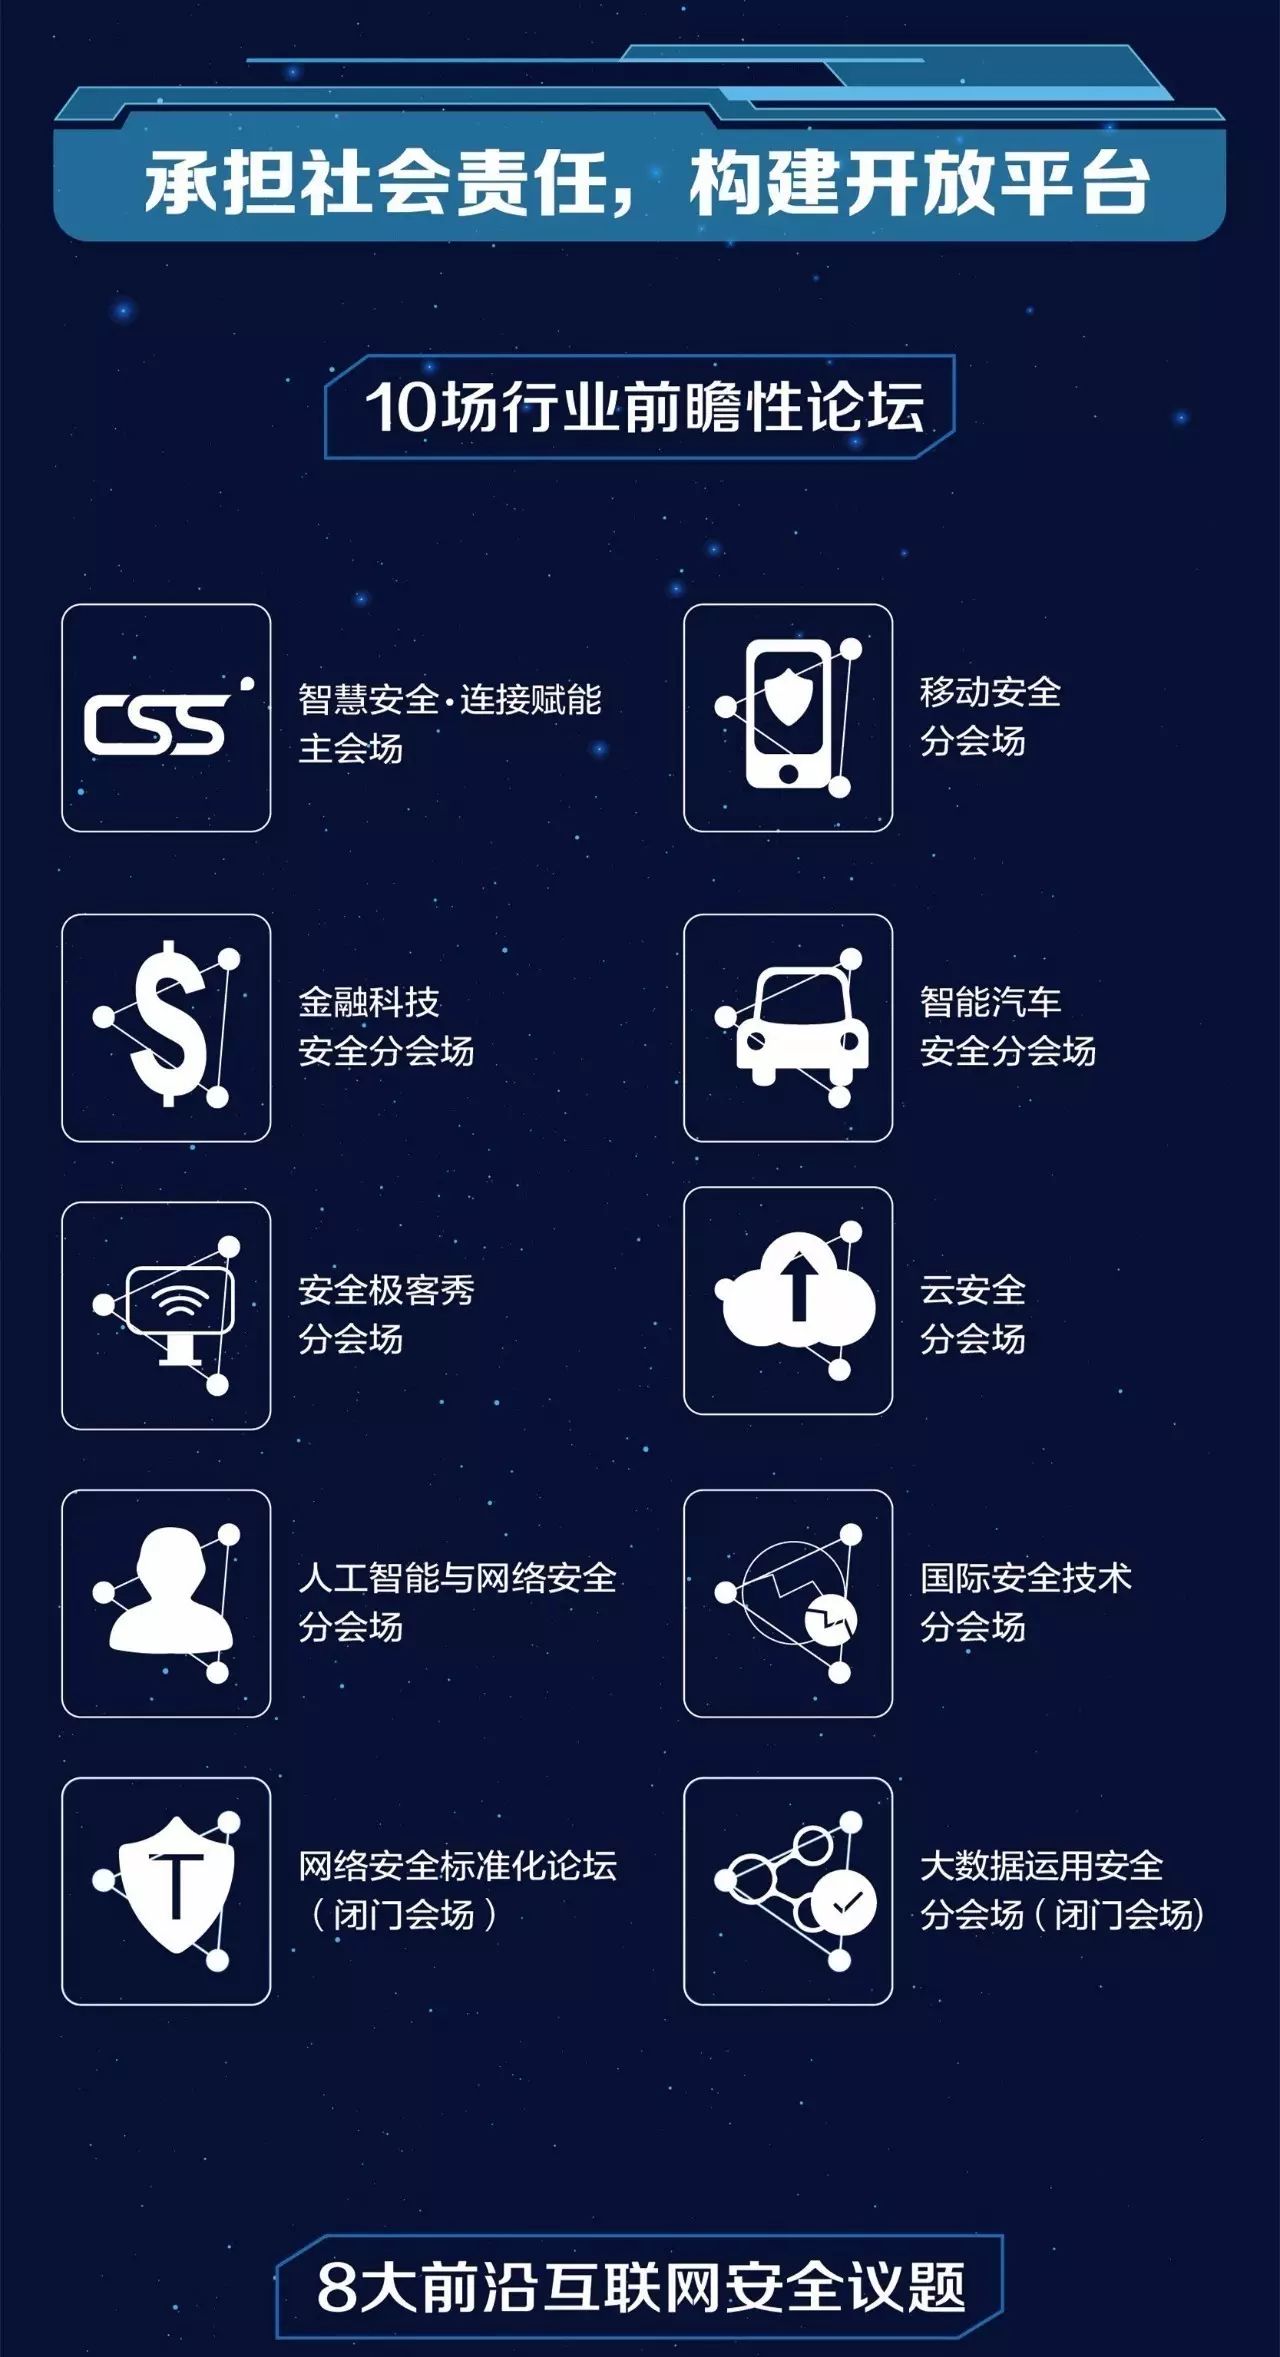 承担社会责任，构建开放平台
10场行业前瞻性论坛
CSS
智慧安全·连接赋能
主会场
移动安全
分会场
金融科技
安全分会场
智能汽车
安全分会场
安全极客秀
分会场
云安全
分会场
人工智能与网络安全
分会场
国际安全技术
分会场
T
网络安全标准化论坛
（闭门会场）
大数据运用安全
分会场（闭门会场)
8大前沿互联网安全议题